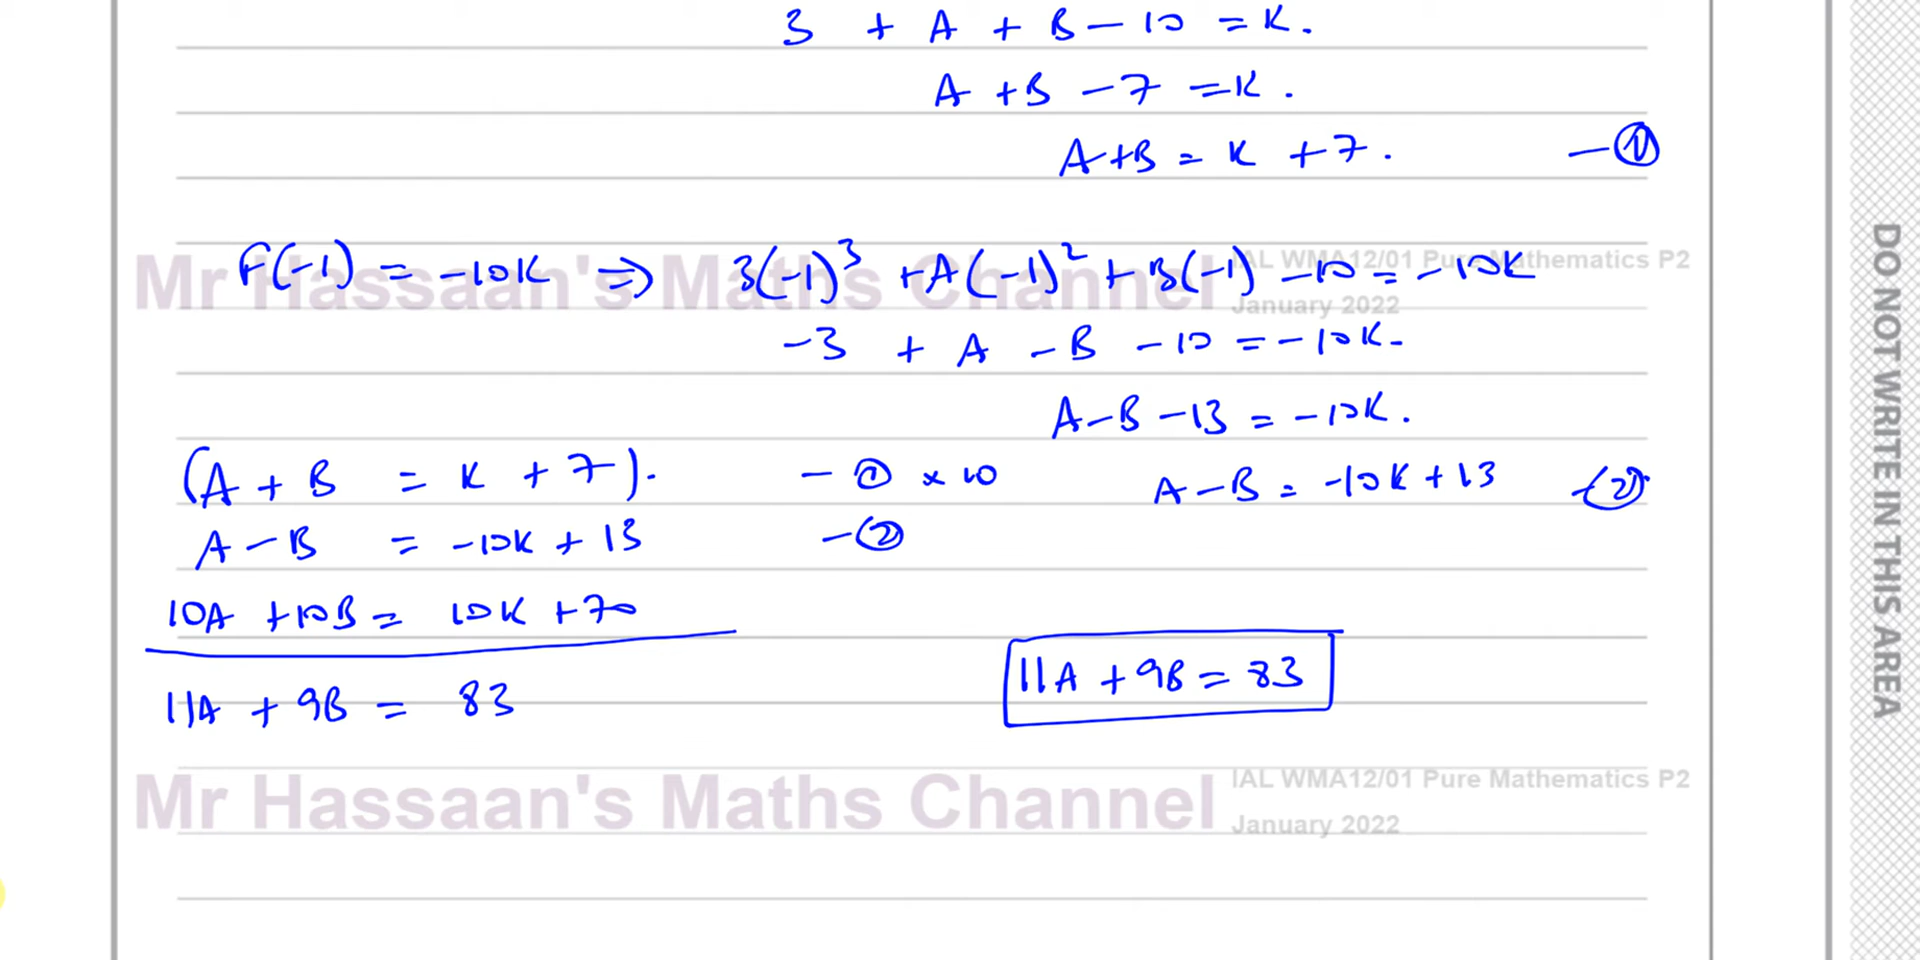 3 + A + B - 10 = K.
A + B - 7 = K.
A+B = K + 7. - ①
F(-1) = -10K ⇒ 3(-1)³ + A(-1)² + B(-1) - 10 = -10K
Mr Hassaan's Maths Channel IAL WMA12/01 Pure Mathematics P2
January 2022
-3 + A - B - 10 = -10K.
A - B - 13 = -10K.
(A + B = K + 7). - ① × 10
A - B = -10K + 13 - ②
A - B = -10K + 13 - ②
10A + 10B = 10K + 70
11A + 9B = 83
11A + 9B = 83
Mr Hassaan's Maths Channel IAL WMA12/01 Pure Mathematics P2
January 2022
DO NOT WRITE IN THIS AREA